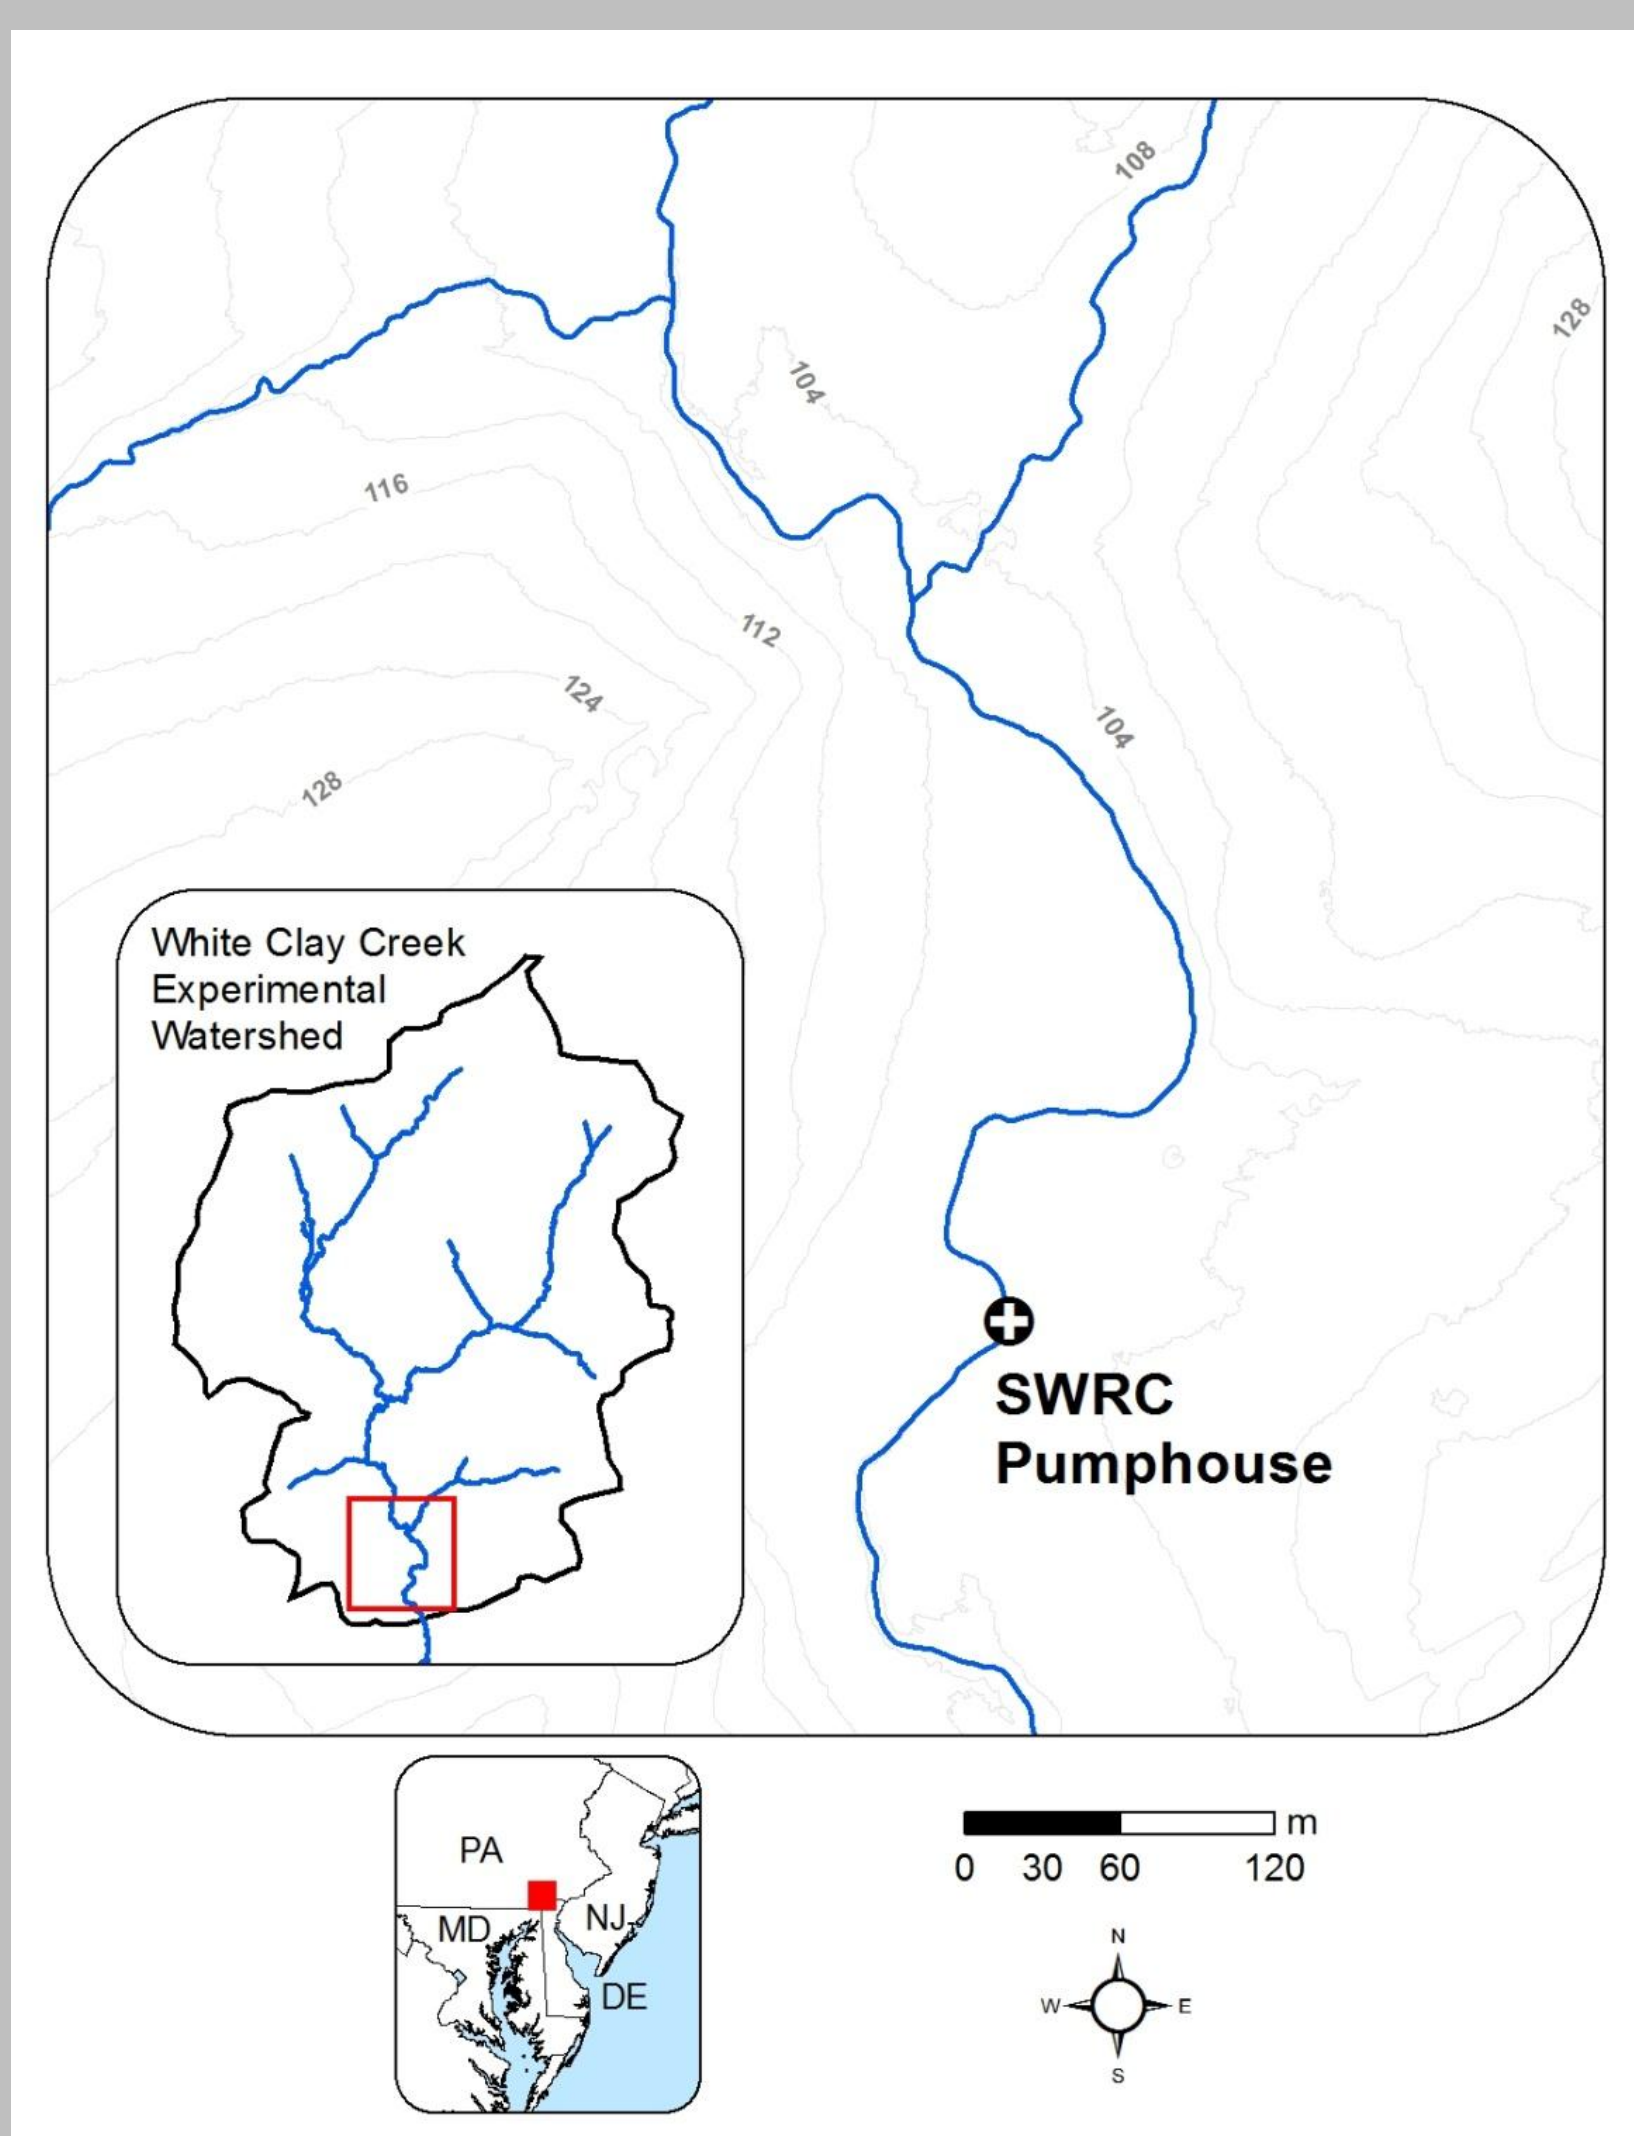 108
128
104
116
112
124
104
128
White Clay Creek
Experimental
Watershed
SWRC
Pumphouse
PA
MD
NJ
DE
m
0 30 60 120
N
W E
S